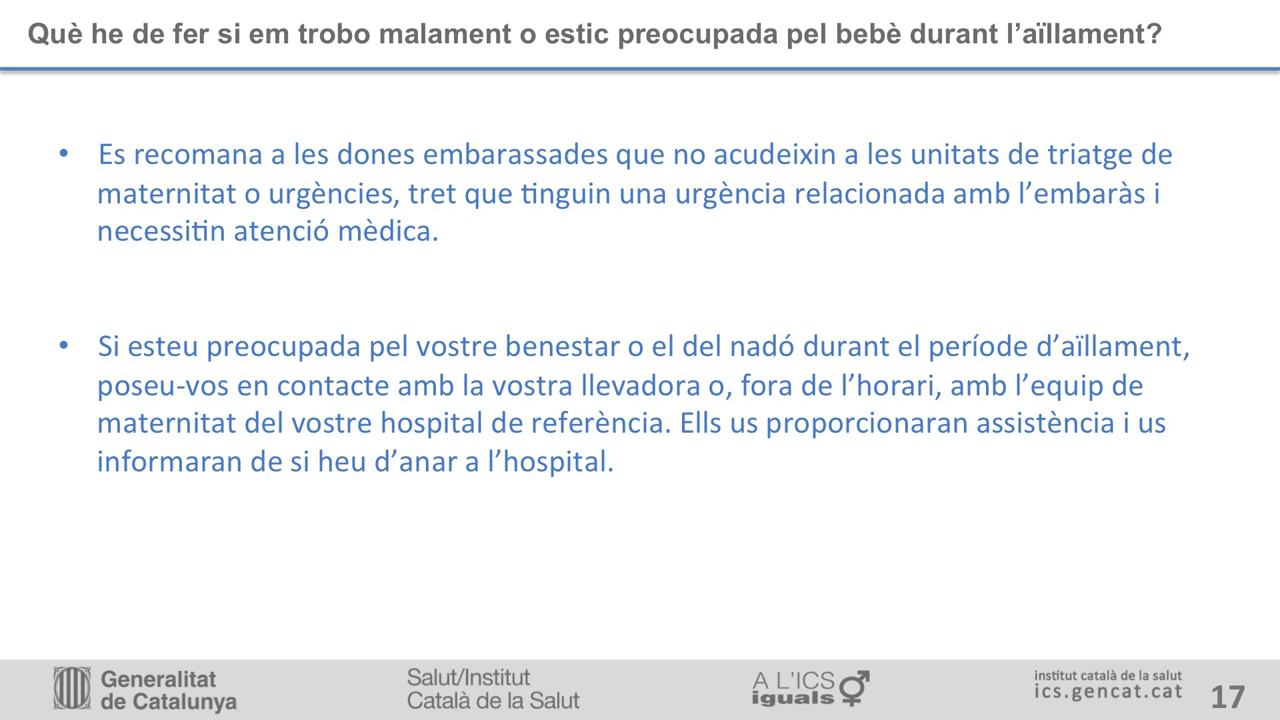 Què he de fer si em trobo malament o estic preocupada pel bebè durant l’aïllament?
• Es recomana a les dones embarassades que no acudeixin a les unitats de triatge de
maternitat o urgències, tret que tinguin una urgència relacionada amb l’embaràs i
necessitin atenció mèdica.
• Si esteu preocupada pel vostre benestar o el del nadó durant el període d’aïllament,
poseu-vos en contacte amb la vostra llevadora o, fora de l’horari, amb l’equip de
maternitat del vostre hospital de referència. Ells us proporcionaran assistència i us
informaran de si heu d’anar a l’hospital.
Generalitat
de Catalunya
Salut/Institut
Català de la Salut
A L'ICS
iguals
institut català de la salut
ics.gencat.cat
17